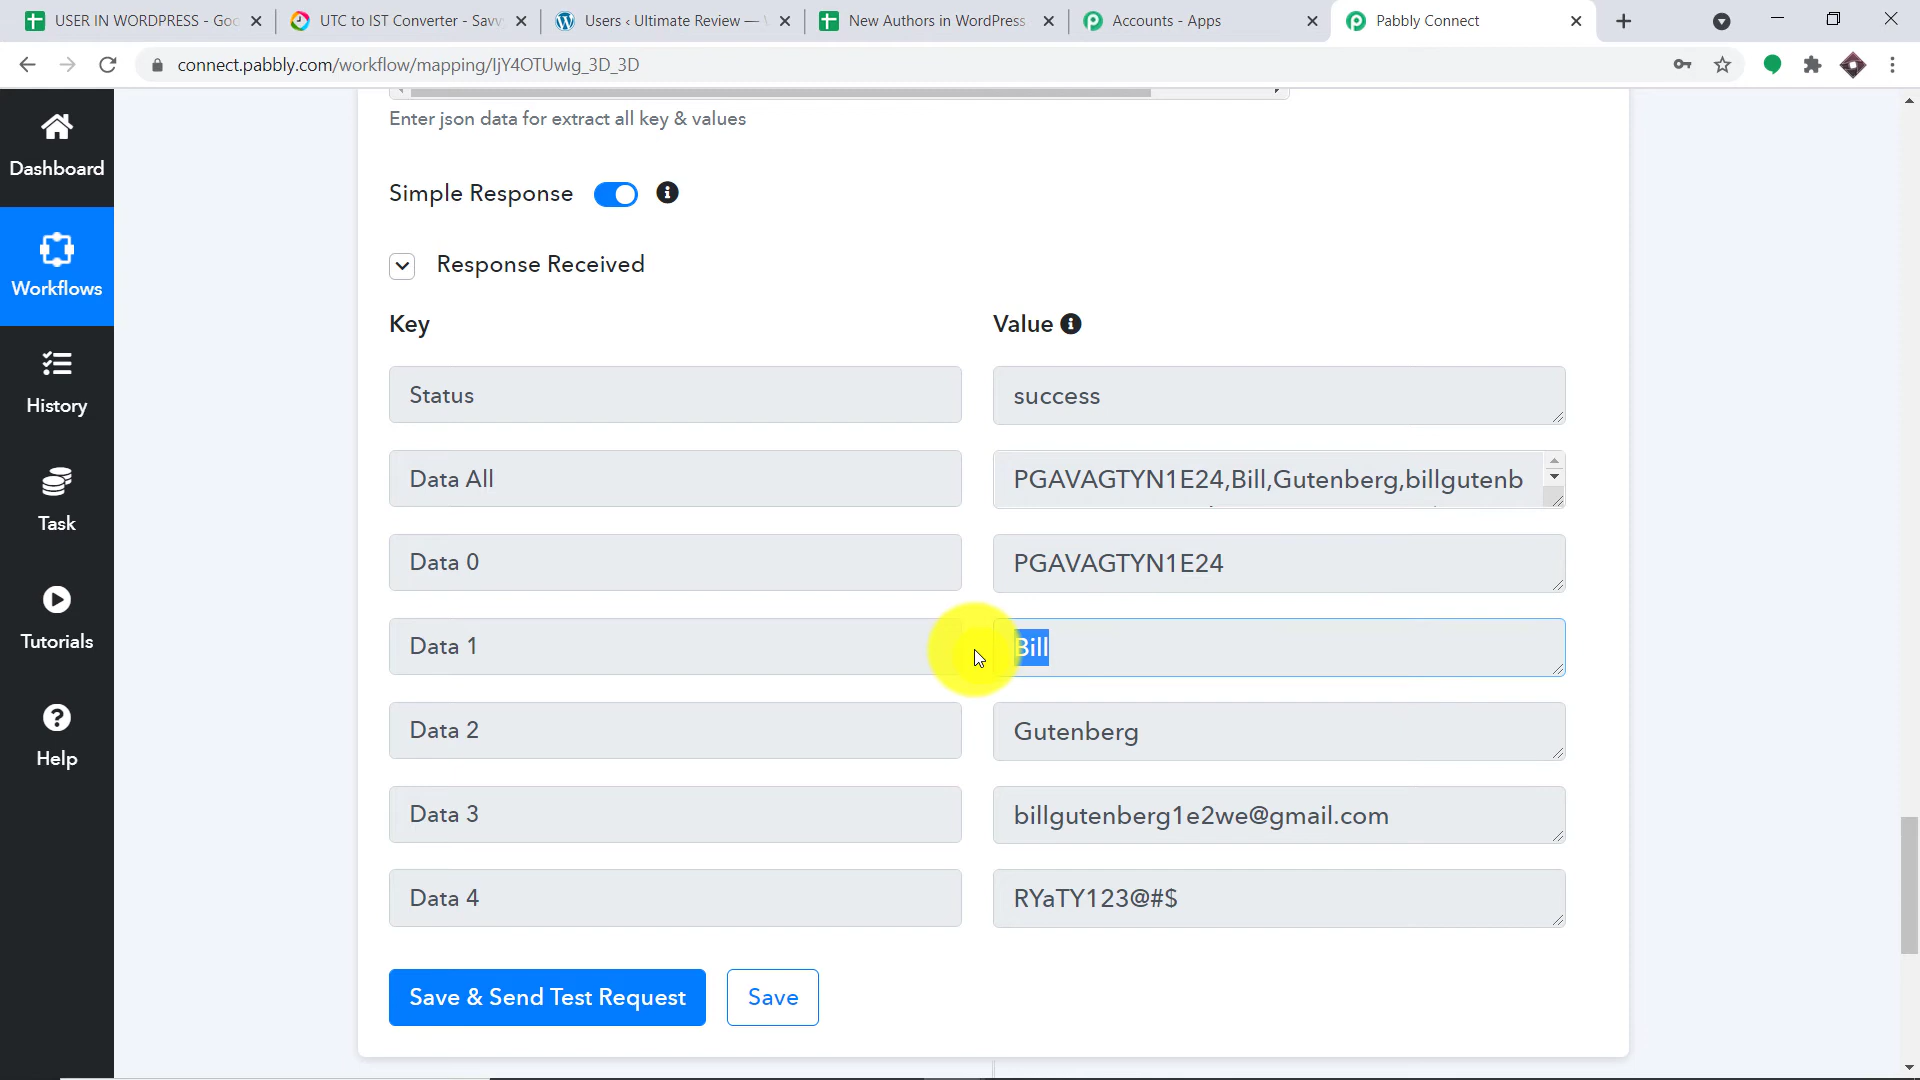 USER IN WORDPRESS - Goo
UTC to IST Converter - Savv
Users ‹ Ultimate Review —
New Authors in WordPress
Accounts - Apps
Pabbly Connect
connect.pabbly.com/workflow/mapping/IjY4OTUwIg_3D_3D
Dashboard
Workflows
History
Task
Tutorials
Help
Enter json data for extract all key & values
Simple Response
Response Received
Key
Value
Status
success
Data All
PGAVAGTYN1E24,Bill,Gutenberg,billgutenb
Data 0
PGAVAGTYN1E24
Data 1
Bill
Data 2
Gutenberg
Data 3
billgutenberg1e2we@gmail.com
Data 4
RYaTY123@#$
Save & Send Test Request
Save